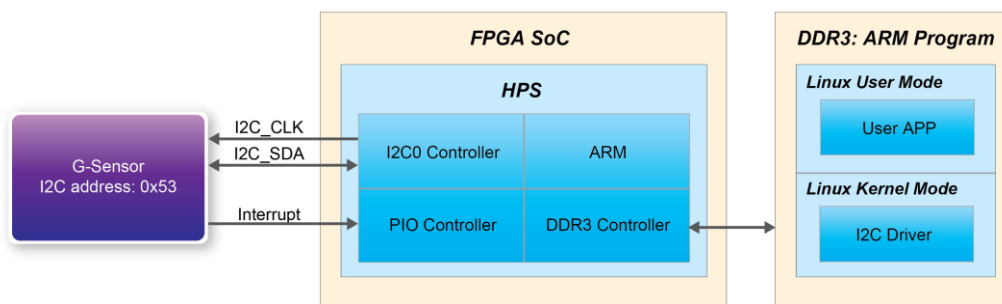 FPGA SoC
DDR3: ARM Program
HPS
Linux User Mode
I2C_CLK
User APP
I2C_SDA
I2C0 Controller
ARM
G-Sensor
I2C address: 0x53
Linux Kernel Mode
Interrupt
PIO Controller
DDR3 Controller
I2C Driver